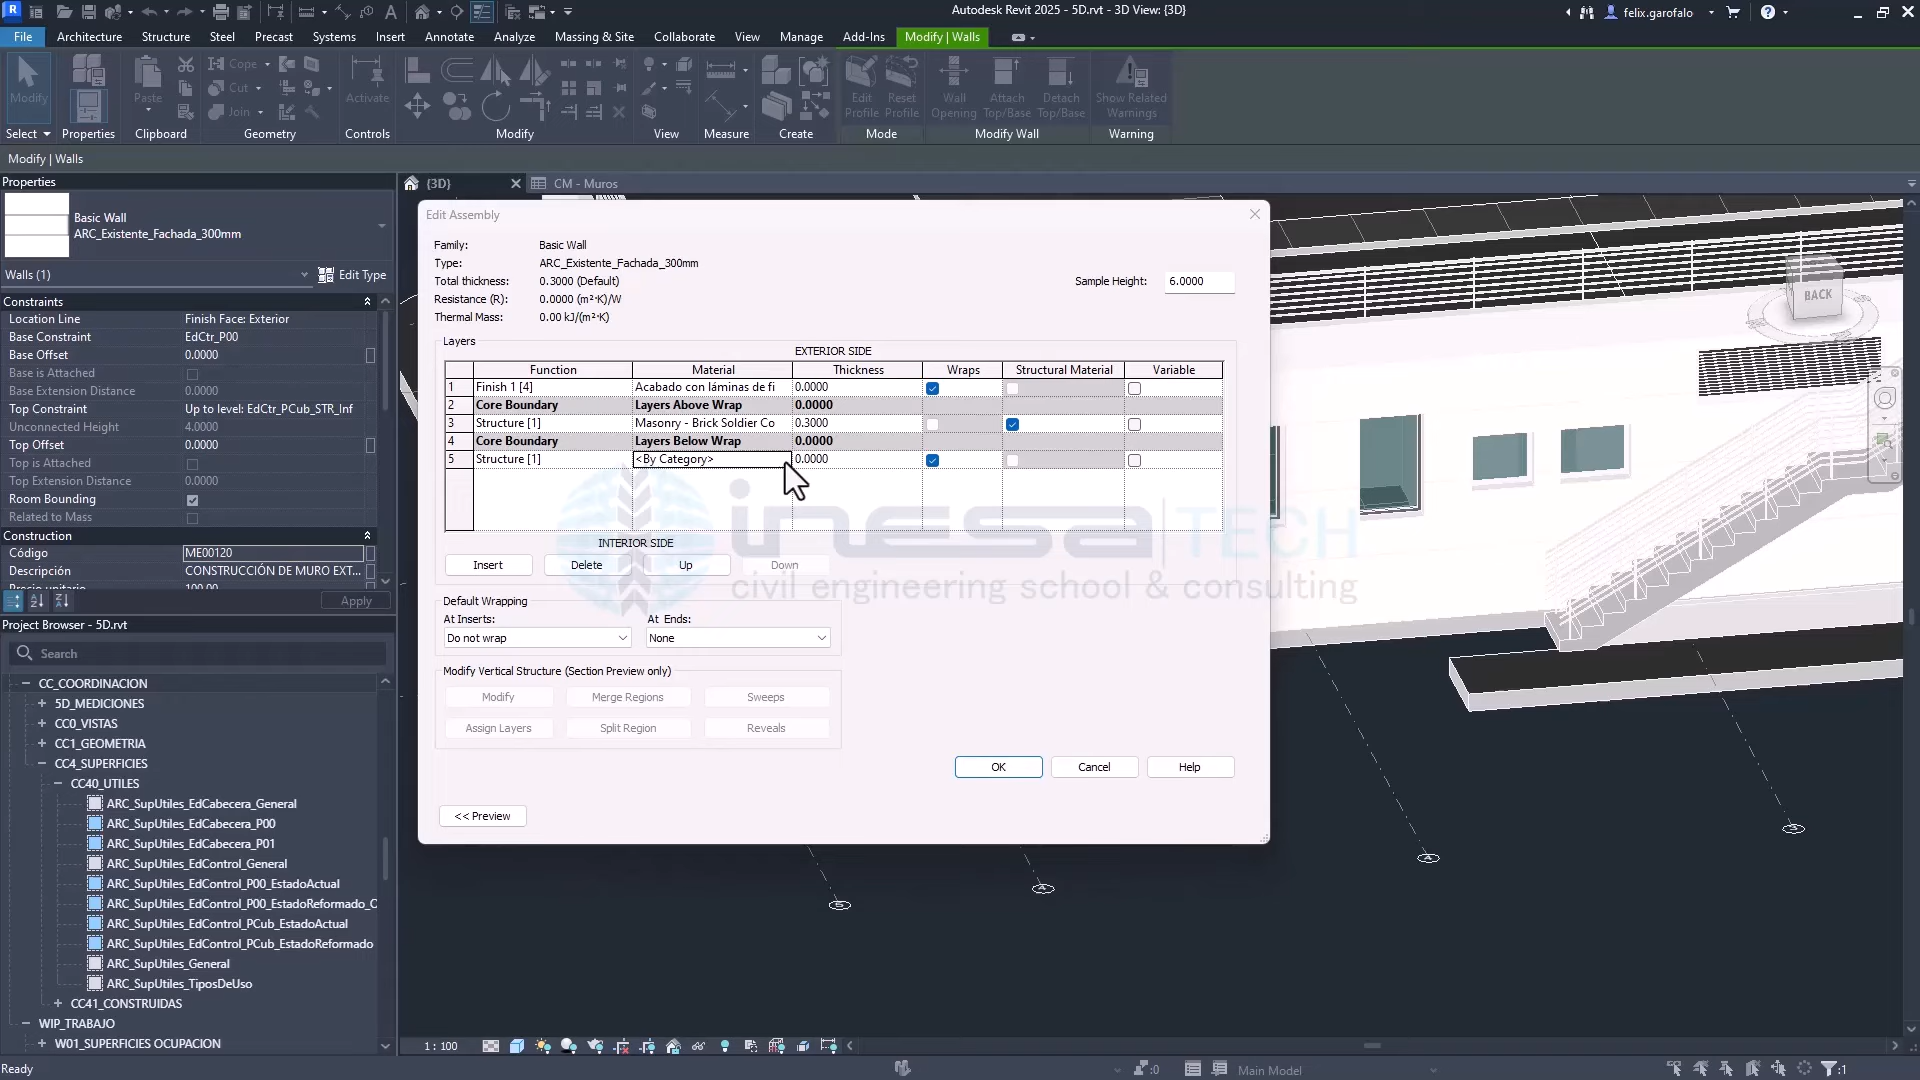 Autodesk Revit 2025 - 5D.rvt - 3D View: {3D}
felix.garofalo
File Architecture Structure Steel Precast Systems Insert Annotate Analyze Massing & Site Collaborate View Manage Add-Ins Modify | Walls
Modify
Paste
Cope
Cut
Join
Activate
Edit Profile
Reset Profile
Wall Opening
Attach Top/Base
Detach Top/Base
Show Related Warnings
Select Properties Clipboard Geometry Controls Modify View Measure Create Mode Modify Wall Warning
Modify | Walls
Properties
{3D}
CM - Muros
Basic Wall
ARC_Existente_Fachada_300mm
Walls (1)
Edit Type
Constraints
Location Line Finish Face: Exterior
Base Constraint EdCtr_P00
Base Offset 0.0000
Base is Attached
Base Extension Distance 0.0000
Top Constraint Up to level: EdCtr_PCub_STR_Inf
Unconnected Height 4.0000
Top Offset 0.0000
Top is Attached
Top Extension Distance 0.0000
Room Bounding
Related to Mass
Construction
Código ME00120
Descripción CONSTRUCCIÓN DE MURO EXT...
Precio unitario 100.00
Apply
Project Browser - 5D.rvt
Search
CC_COORDINACION
5D_MEDICIONES
CC0_VISTAS
CC1_GEOMETRIA
CC4_SUPERFICIES
CC40_UTILES
ARC_SupUtiles_EdCabecera_General
ARC_SupUtiles_EdCabecera_P00
ARC_SupUtiles_EdCabecera_P01
ARC_SupUtiles_EdControl_General
ARC_SupUtiles_EdControl_P00_EstadoActual
ARC_SupUtiles_EdControl_P00_EstadoReformado_C
ARC_SupUtiles_EdControl_PCub_EstadoActual
ARC_SupUtiles_EdControl_PCub_EstadoReformado
ARC_SupUtiles_General
ARC_SupUtiles_TiposDeUso
CC41_CONSTRUIDAS
WIP_TRABAJO
W01_SUPERFICIES OCUPACION
Edit Assembly
Family: Basic Wall
Type: ARC_Existente_Fachada_300mm
Total thickness: 0.3000 (Default)
Resistance (R): 0.0000 (m²·K)/W
Thermal Mass: 0.00 kJ/(m²·K)
Sample Height: 6.0000
Layers
EXTERIOR SIDE
Function Material Thickness Wraps Structural Material Variable
1 Finish 1 [4] Acabado con láminas de fi 0.0000
2 Core Boundary Layers Above Wrap 0.0000
3 Structure [1] Masonry - Brick Soldier Co 0.3000
4 Core Boundary Layers Below Wrap 0.0000
5 Structure [1] <By Category> 0.0000
INTERIOR SIDE
Insert Delete Up Down
inesa|TECH
civil engineering school & consulting
Default Wrapping
At Inserts: At Ends:
Do not wrap None
Modify Vertical Structure (Section Preview only)
Modify Merge Regions Sweeps
Assign Layers Split Region Reveals
OK Cancel Help
<< Preview
BACK
1 : 100
Ready
:0
Main Model
:1